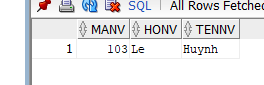 SQL | All Rows Fetched
MANV HONV TENNV
1 103 Le Huynh